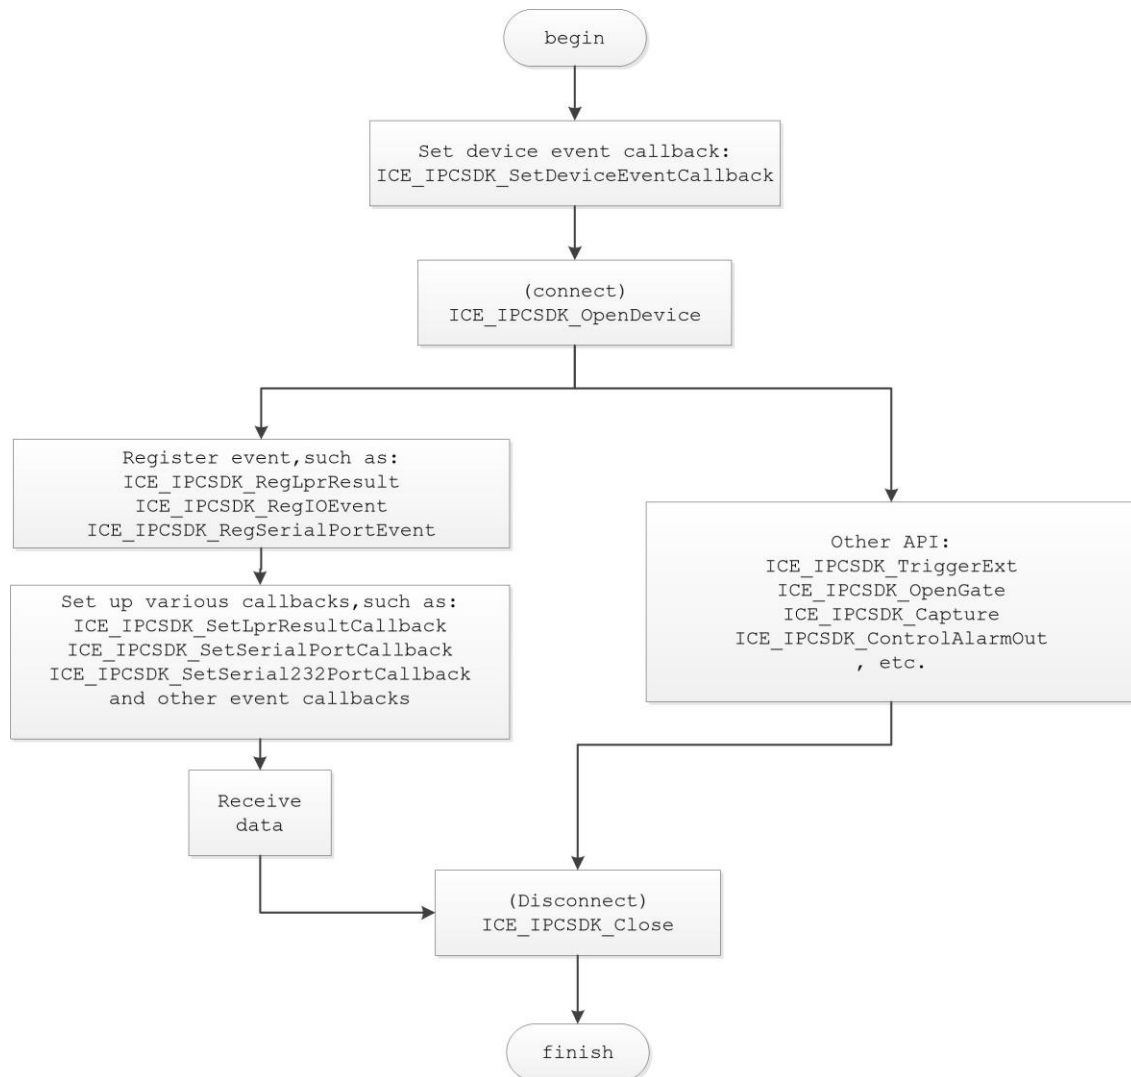 begin
Set device event callback:
ICE_IPCSDK_SetDeviceEventCallback
(connect)
ICE_IPCSDK_OpenDevice
Register event,such as:
ICE_IPCSDK_RegLprResult
ICE_IPCSDK_RegIOEvent
ICE_IPCSDK_RegSerialPortEvent
Set up various callbacks,such as:
ICE_IPCSDK_SetLprResultCallback
ICE_IPCSDK_SetSerialPortCallback
ICE_IPCSDK_SetSerial232PortCallback
and other event callbacks
Receive
data
Other API:
ICE_IPCSDK_TriggerExt
ICE_IPCSDK_OpenGate
ICE_IPCSDK_Capture
ICE_IPCSDK_ControlAlarmOut
, etc.
(Disconnect)
ICE_IPCSDK_Close
finish